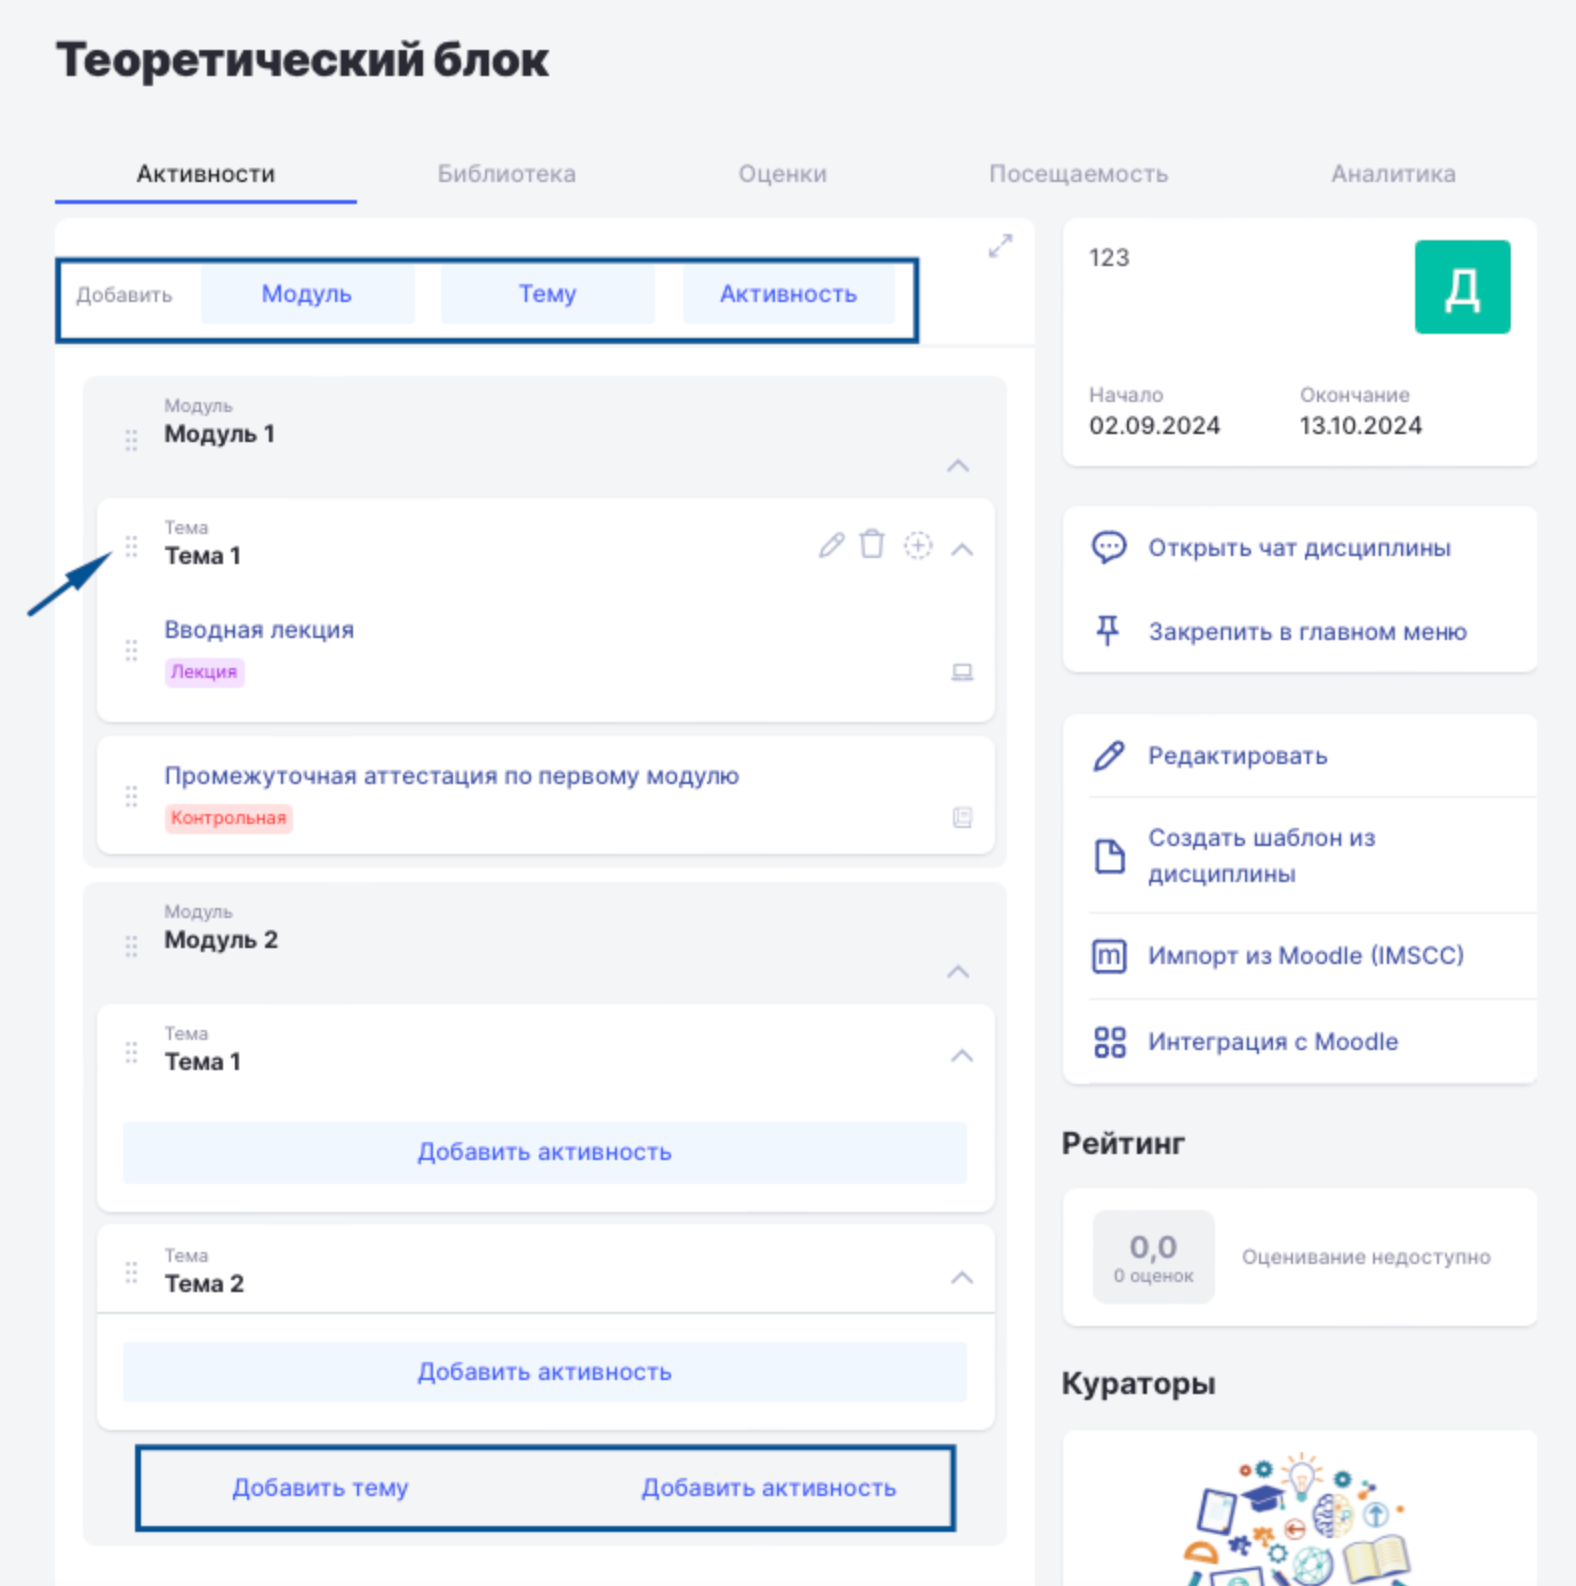 Теоретический блок
Активности
Библиотека
Оценки
Посещаемость
Аналитика
Добавить
Модуль
Тему
Активность
Модуль
Модуль 1
Тема
Тема 1
Вводная лекция
Лекция
Промежуточная аттестация по первому модулю
Контрольная
Модуль
Модуль 2
Тема
Тема 1
Добавить активность
Тема
Тема 2
Добавить активность
Добавить тему
Добавить активность
123
Д
Начало
Окончание
02.09.2024
13.10.2024
Открыть чат дисциплины
Закрепить в главном меню
Редактировать
Создать шаблон из
дисциплины
m
Импорт из Moodle (IMSCC)
Интеграция с Moodle
Рейтинг
0,0
0 оценок
Оценивание недоступно
Кураторы